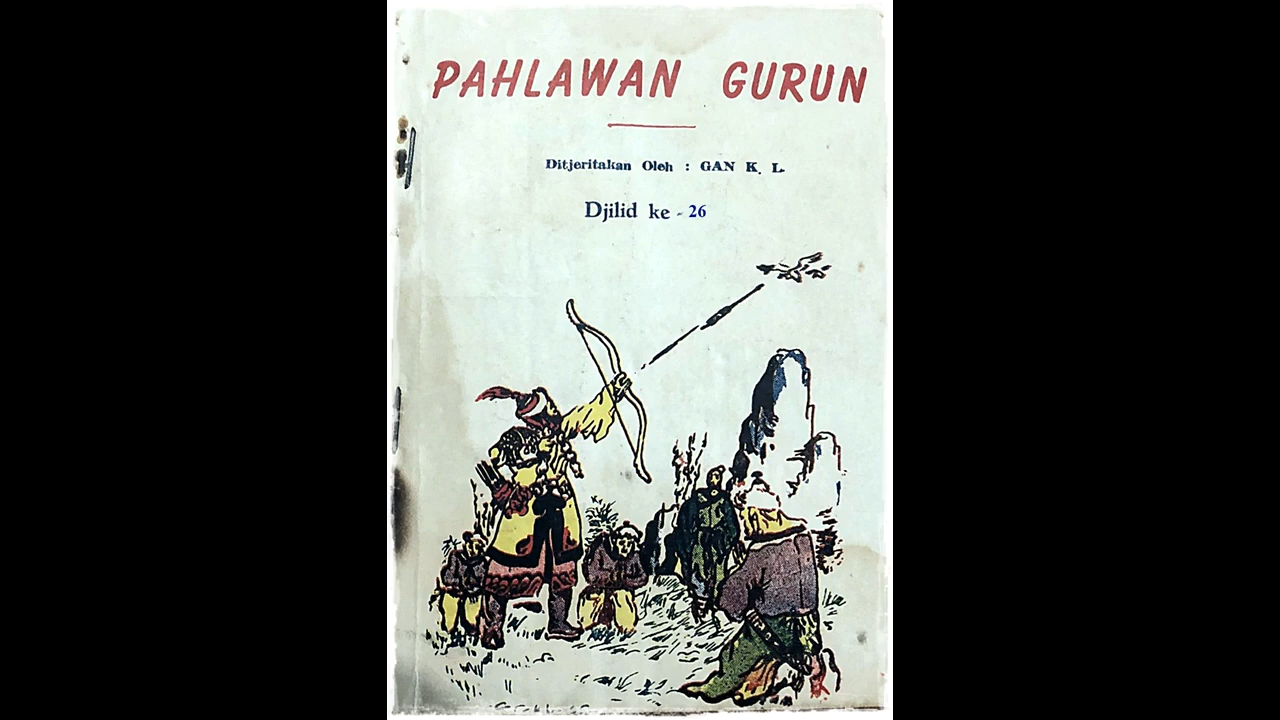 PAHLAWAN GURUN
Ditjeritakan Oleh : GAN K. L.
Djilid ke - 26